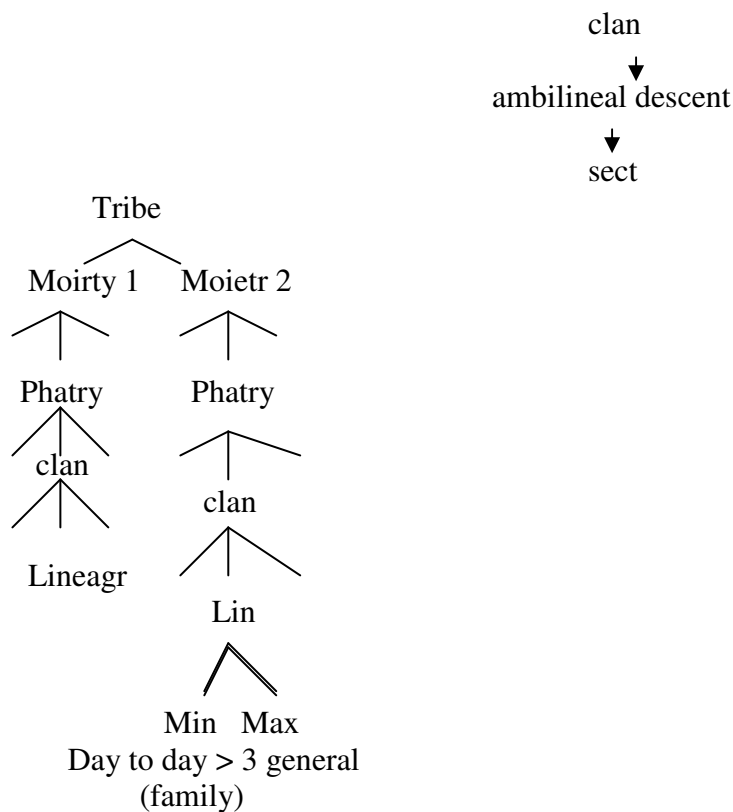 clan
ambilineal descent
sect
Tribe
Moirty 1 Moietr 2
Phatry Phatry
clan
clan
Lineagr
Lin
Min Max
Day to day > 3 general
(family)